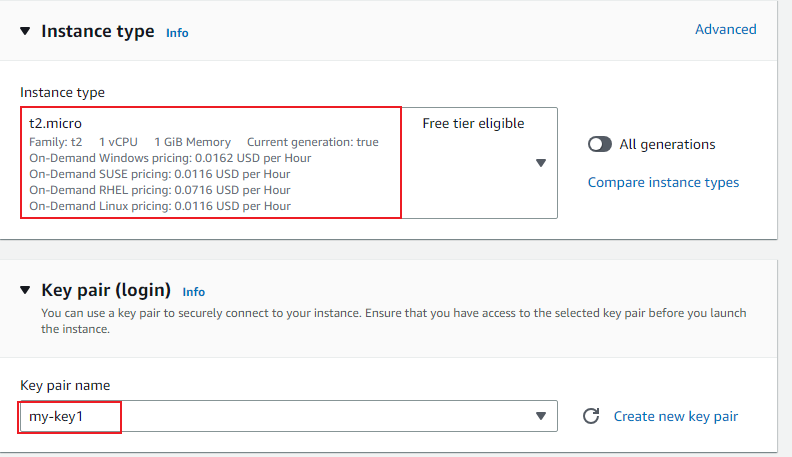 Instance type Info
Advanced
Instance type
t2.micro
Free tier eligible
Family: t2 1 vCPU 1 GiB Memory Current generation: true
On-Demand Windows pricing: 0.0162 USD per Hour
On-Demand SUSE pricing: 0.0116 USD per Hour
On-Demand RHEL pricing: 0.0716 USD per Hour
On-Demand Linux pricing: 0.0116 USD per Hour
All generations
Compare instance types
Key pair (login) Info
You can use a key pair to securely connect to your instance. Ensure that you have access to the selected key pair before you launch
the instance.
Key pair name
my-key1
Create new key pair